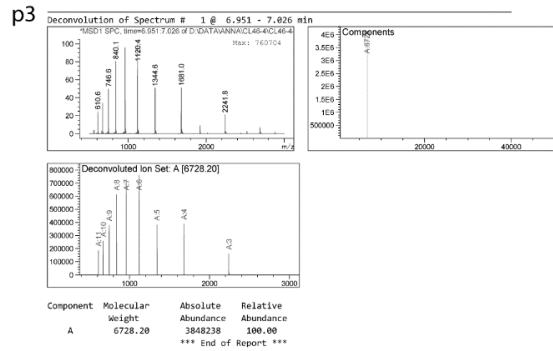 p3
Deconvolution of Spectrum # 1 @ 6.951 - 7.026 min
*MSD1 SPC, time=6.951:7.026 of D:\DATA\ANNA\CL46-4\CL46-4-
Max: 760704
100
80
60
40
20
0
610.6
746.6
840.1
1120.4
1344.6
1681.0
2241.8
1000
2000
m/z
Components
4E6
3.5E6
3E6
2.5E6
2E6
1.5E6
1E6
500000
20000
40000
Deconvoluted Ion Set: A [6728.20]
800000
700000
600000
500000
400000
300000
200000
100000
0
A:11
A:10
A:9
A:8
A:7
A:6
A:5
A:4
A:3
1000
2000
3000
Component Molecular Absolute Relative
Weight Abundance Abundance
A 6728.20 3848238 100.00
*** End of Report ***